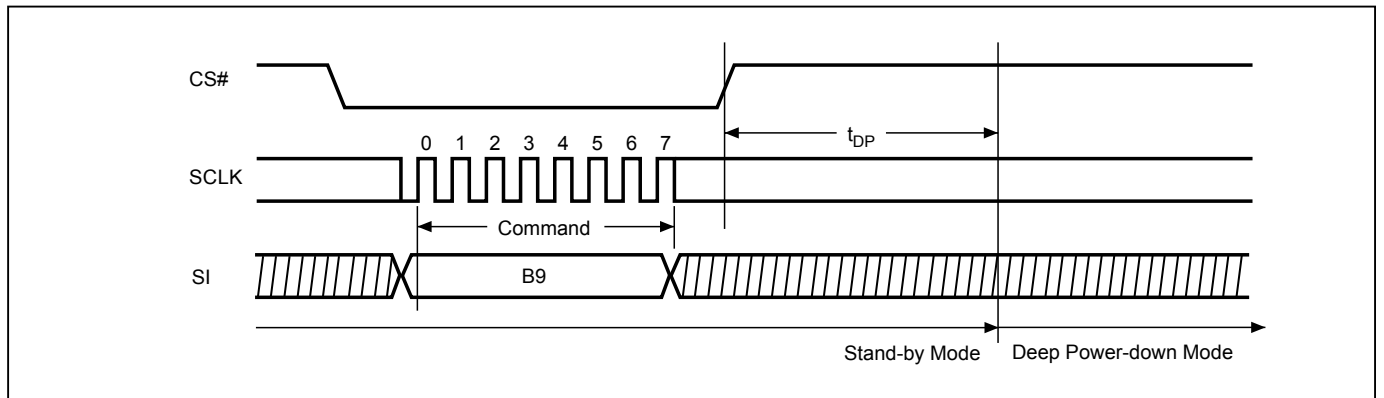 CS#
t_DP
0 1 2 3 4 5 6 7
SCLK
Command
SI
B9
Stand-by Mode
Deep Power-down Mode